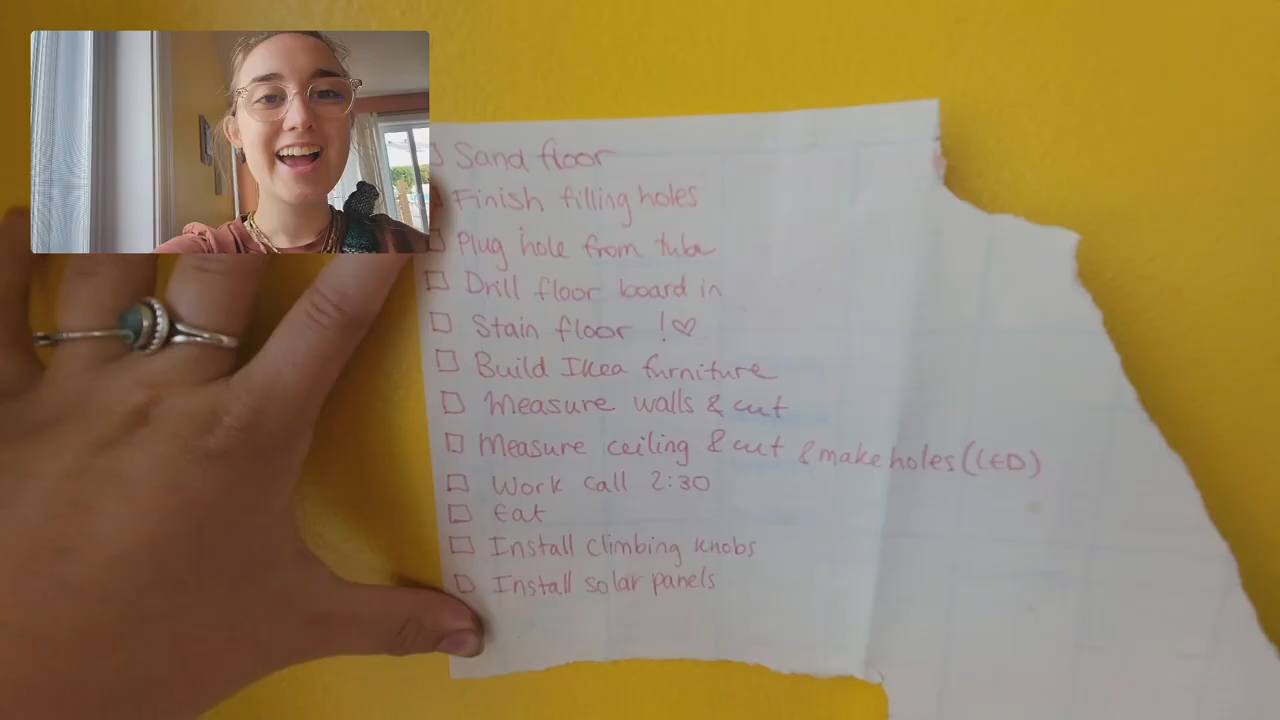 Sand floor
Finish filling holes
Plug hole from tube
Drill floor board in
Stain floor !♡
Build Ikea furniture
Measure walls & cut
Measure ceiling & cut & make holes (LED)
Work call 2:30
Eat
Install climbing knobs
Install solar panels